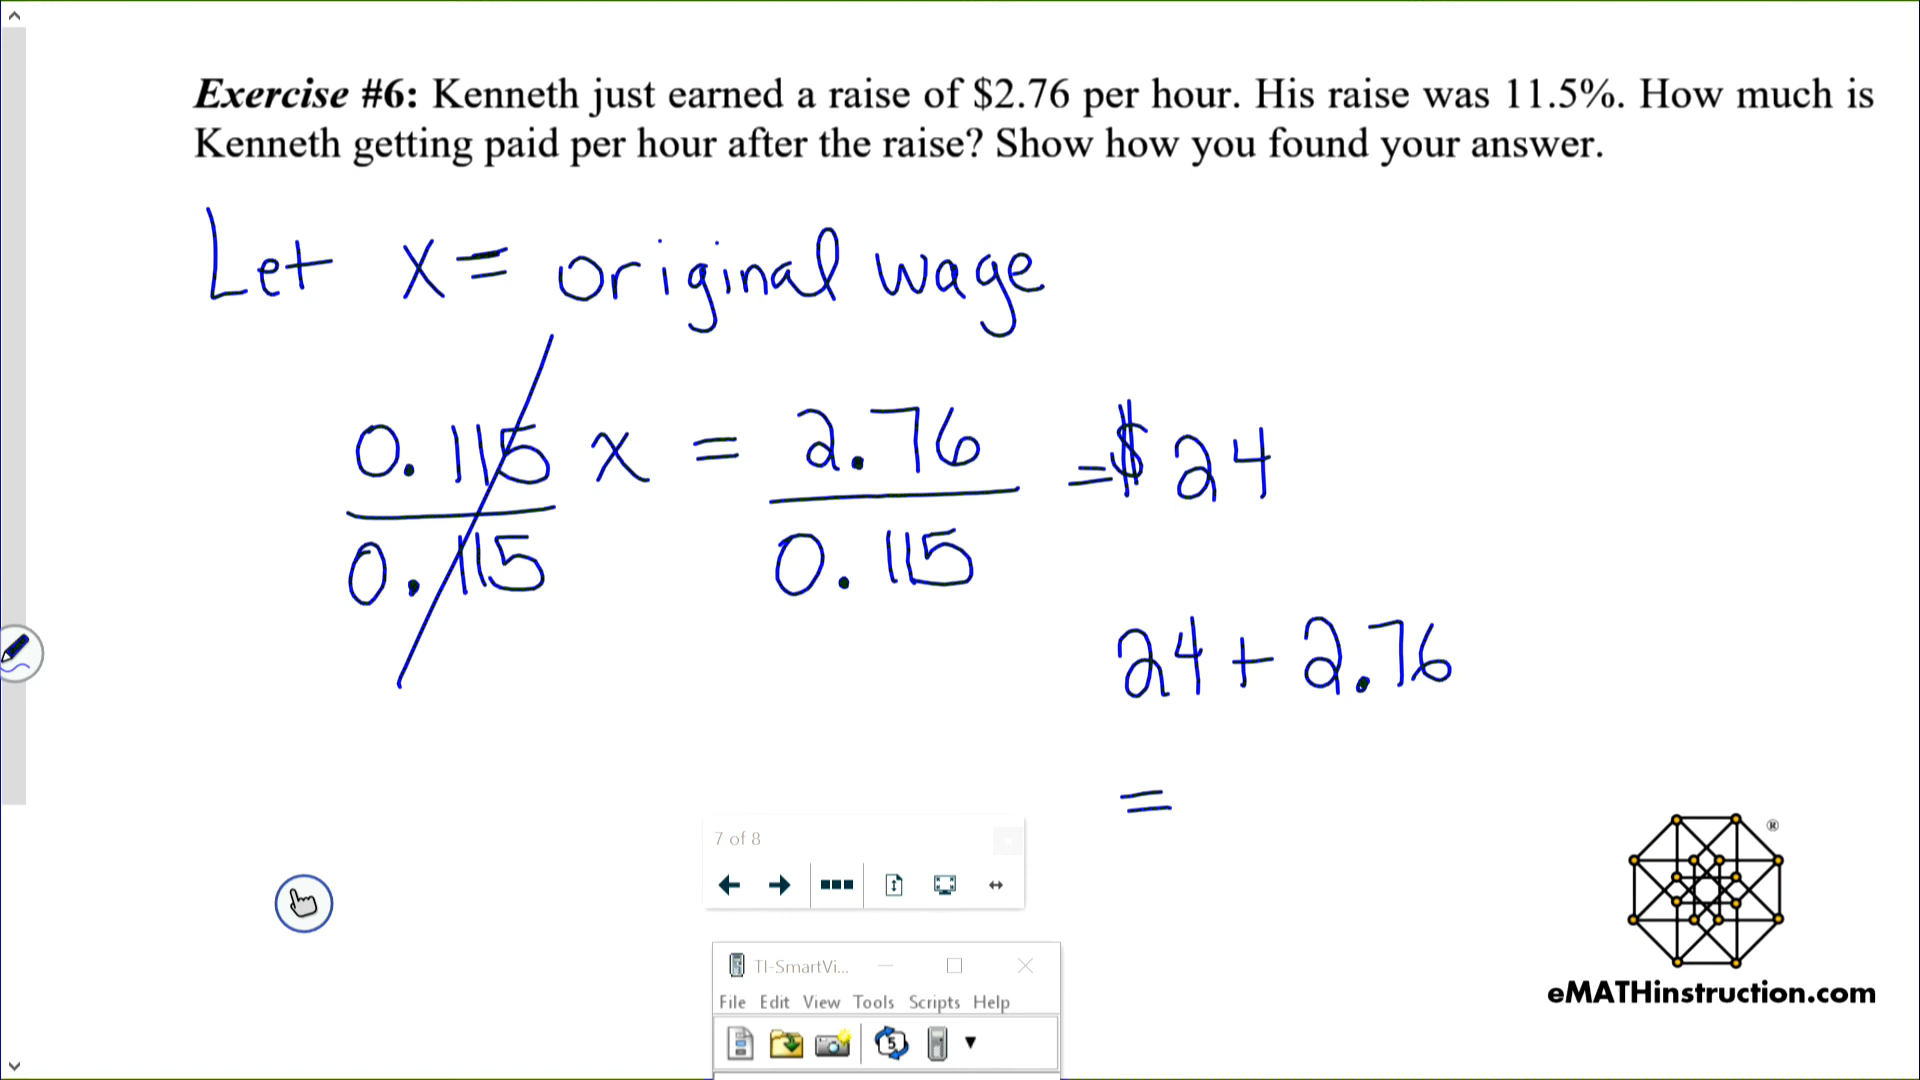 Exercise #6: Kenneth just earned a raise of $2.76 per hour. His raise was 11.5%. How much is
Kenneth getting paid per hour after the raise? Show how you found your answer.
Let x = original wage
0.115 x = 2.76 = $ 24
0.115 0.115
24 + 2.76
=
7 of 8
®
TI-SmartVi...
eMATHinstruction.com
File Edit View Tools Scripts Help
5